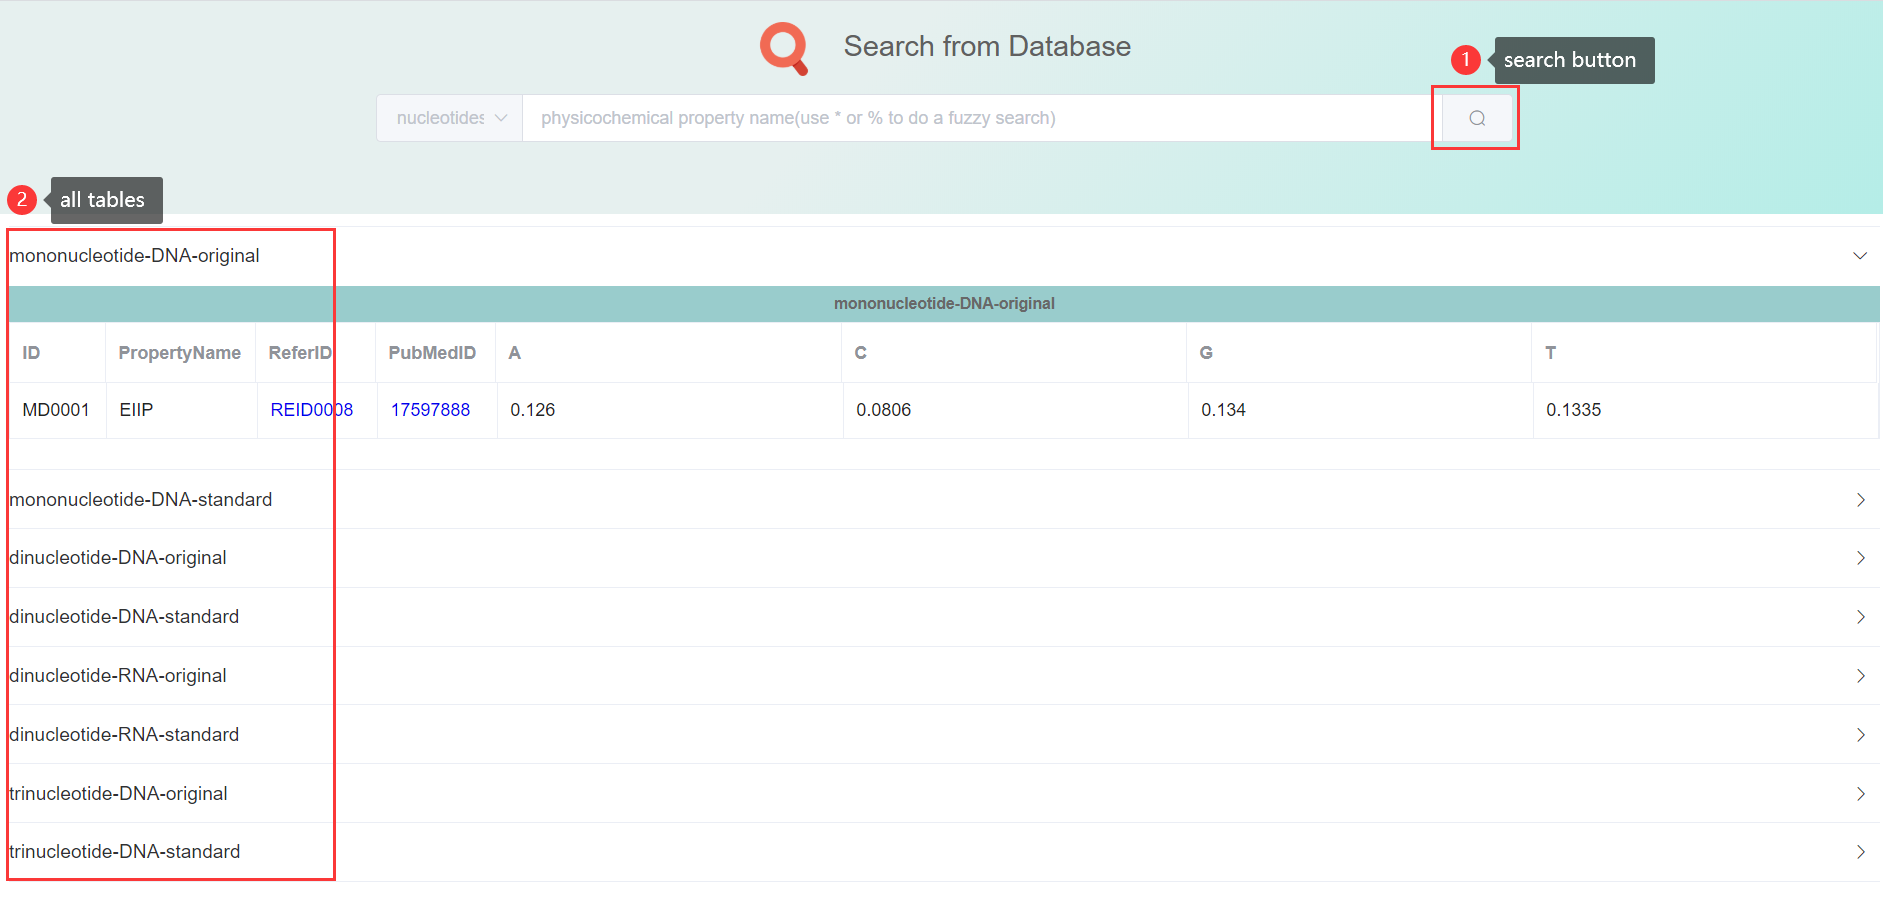 Search from Database
1 search button
nucleotides physicochemical property name(use * or % to do a fuzzy search)
2 all tables
mononucleotide-DNA-original
mononucleotide-DNA-original
ID PropertyName ReferID PubMedID A C G T
MD0001 EIIP REID0008 17597888 0.126 0.0806 0.134 0.1335
mononucleotide-DNA-standard
dinucleotide-DNA-original
dinucleotide-DNA-standard
dinucleotide-RNA-original
dinucleotide-RNA-standard
trinucleotide-DNA-original
trinucleotide-DNA-standard